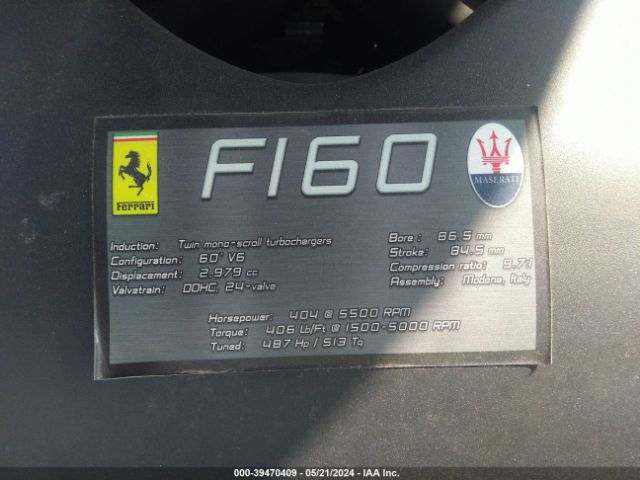 F160
Ferrari
MASERATI
Induction: Twin mono-scroll turbochargers
Configuration: 60° V6
Displacement: 2.979 cc
Valvetrain: DOHC, 24-valve
Bore: 86.5 mm
Stroke: 84.5 mm
Compression ratio: 9.7:1
Assembly: Modena, Italy
Horsepower: 404 @ 5500 RPM
Torque: 406 Lb/Ft @ 1500-5000 RPM
Tuned: 487 Hp / 513 Tq
000-39470409 - 05/21/2024 - IAA Inc.